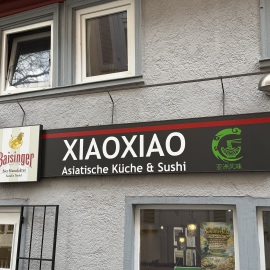 Baisinger
XIAOXIAO
Asiatische Küche & Sushi